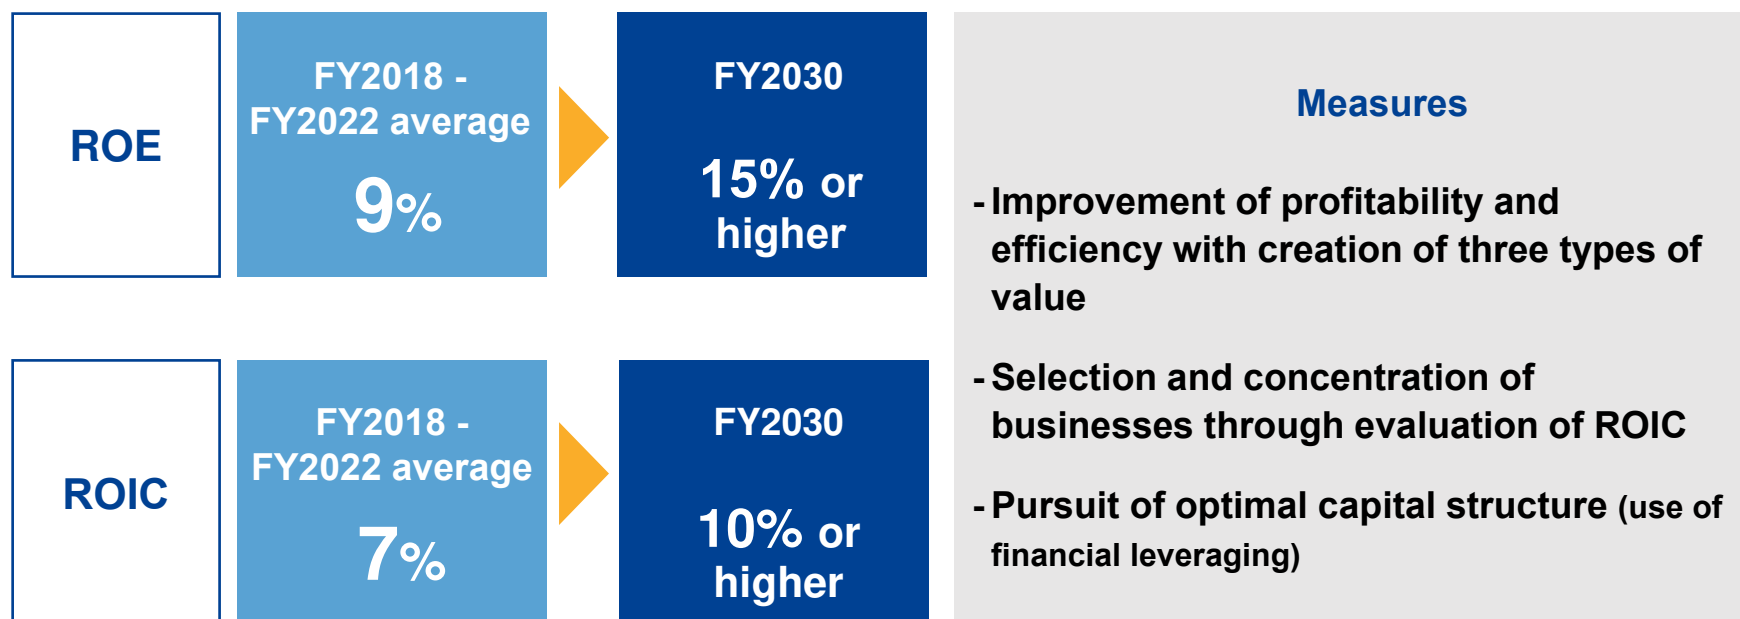 ROE
FY2018 -
FY2022 average
9%
FY2030
15% or
higher
ROIC
FY2018 -
FY2022 average
7%
FY2030
10% or
higher
Measures
- Improvement of profitability and
efficiency with creation of three types of
value
- Selection and concentration of
businesses through evaluation of ROIC
- Pursuit of optimal capital structure (use of
financial leveraging)